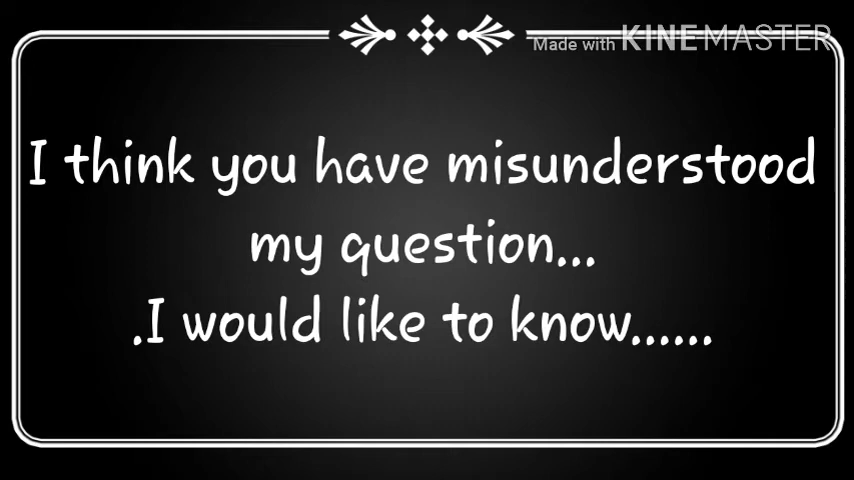 Made with KINEMASTER
I think you have misunderstood
my question...
.I would like to know......